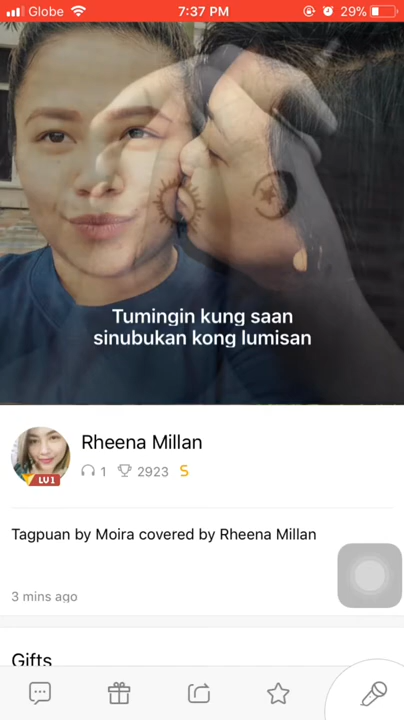 Globe 7:37 PM 29%
Tumingin kung saan
sinubukan kong lumisan
Rheena Millan
LV1 1 2923 S
Tagpuan by Moira covered by Rheena Millan
3 mins ago
Gifts